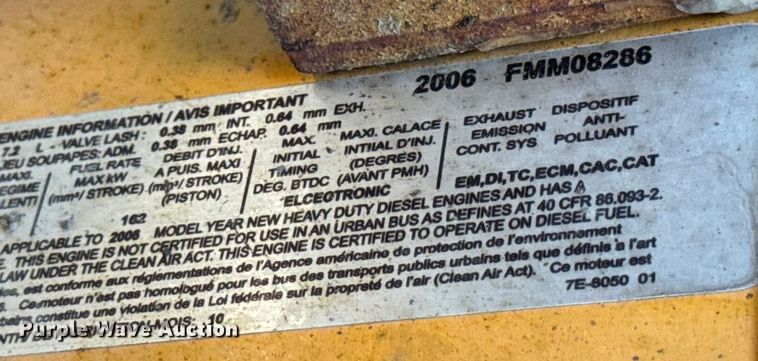 2006 FMM08286
ENGINE INFORMATION / AVIS IMPORTANT
7.2 L - VALVE LASH: 0.38 mm INT. 0.64 mm EXH.
JEU SOUPAPES: ADM. 0.38 mm ECHAP. 0.64 mm
MAXI. FUEL RATE DEBIT D'INJ. MAX. MAXI. CALACE EXHAUST DISPOSITIF
MAX KW A PUIS. MAXI INITIAL INTIIAL D'INJ. EMISSION ANTI-
(mm³/STROKE) (mm³/STROKE) TIMING (DEGRES) CONT. SYS POLLUANT
(PISTON) DEG. BTDC (AVANT PMH)
162 ELCEOTRONIC EM,DI,TC,ECM,CAC,CAT
APPLICABLE TO 2006 MODEL YEAR NEW HEAVY DUTY DIESEL ENGINES AND HAS A
THIS ENGINE IS NOT CERTIFIED FOR USE IN AN URBAN BUS AS DEFINES AT 40 CFR 86.093-2.
LAW UNDER THE CLEAN AIR ACT. THIS ENGINE IS CERTIFIED TO OPERATE ON DIESEL FUEL.
est conforme aux réglementations de l'Agence américaine de protection de l'environnement
Cemoteur n'est pas homologué pour les bus des transports publics urbains tels que définis a l'art
constitue une violation de la Loi fédérale sur la propreté de l'air (Clean Air Act). Ce moteur est
10 7E-8050 01
Purple Wave Auction